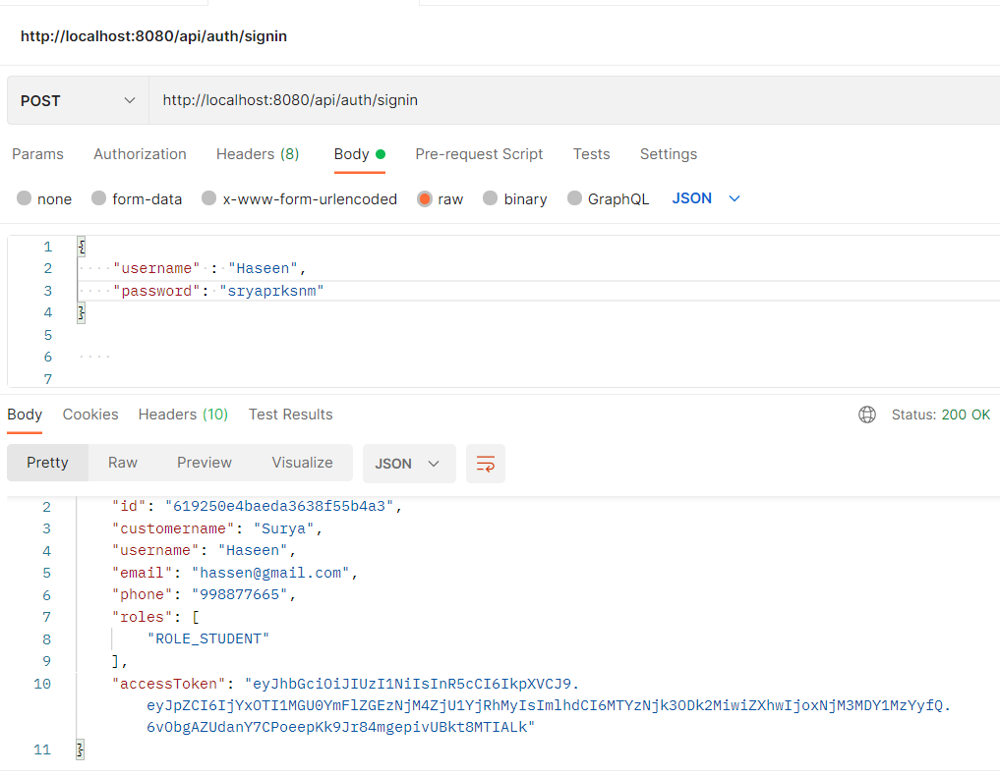 http://localhost:8080/api/auth/signin
POST http://localhost:8080/api/auth/signin
Params Authorization Headers (8) Body Pre-request Script Tests Settings
none form-data x-www-form-urlencoded raw binary GraphQL JSON
1 {
2 "username" : "Haseen",
3 "password": "sryaprksnm"
4 }
5
6
7
Body Cookies Headers (10) Test Results Status: 200 OK
Pretty Raw Preview Visualize JSON
2 "id": "619250e4baeda3638f55b4a3",
3 "customername": "Surya",
4 "username": "Haseen",
5 "email": "hassen@gmail.com",
6 "phone": "998877665",
7 "roles": [
8 "ROLE_STUDENT"
9 ],
10 "accessToken": "eyJhbGciOiJIUzI1NiIsInR5cCI6IkpXVCJ9.
eyJpZCI6IjYxOTI1MGU0YmFlZGEzNjM4ZjU1YjRhMyIsImlhdCI6MTYzNjk3ODk2MiwiZXhwIjoxNjM3MDY1MzYyfQ.
6vObgAZUdanY7CPoeepKk9Jr84mgepivUBkt8MTIALk"
11 }